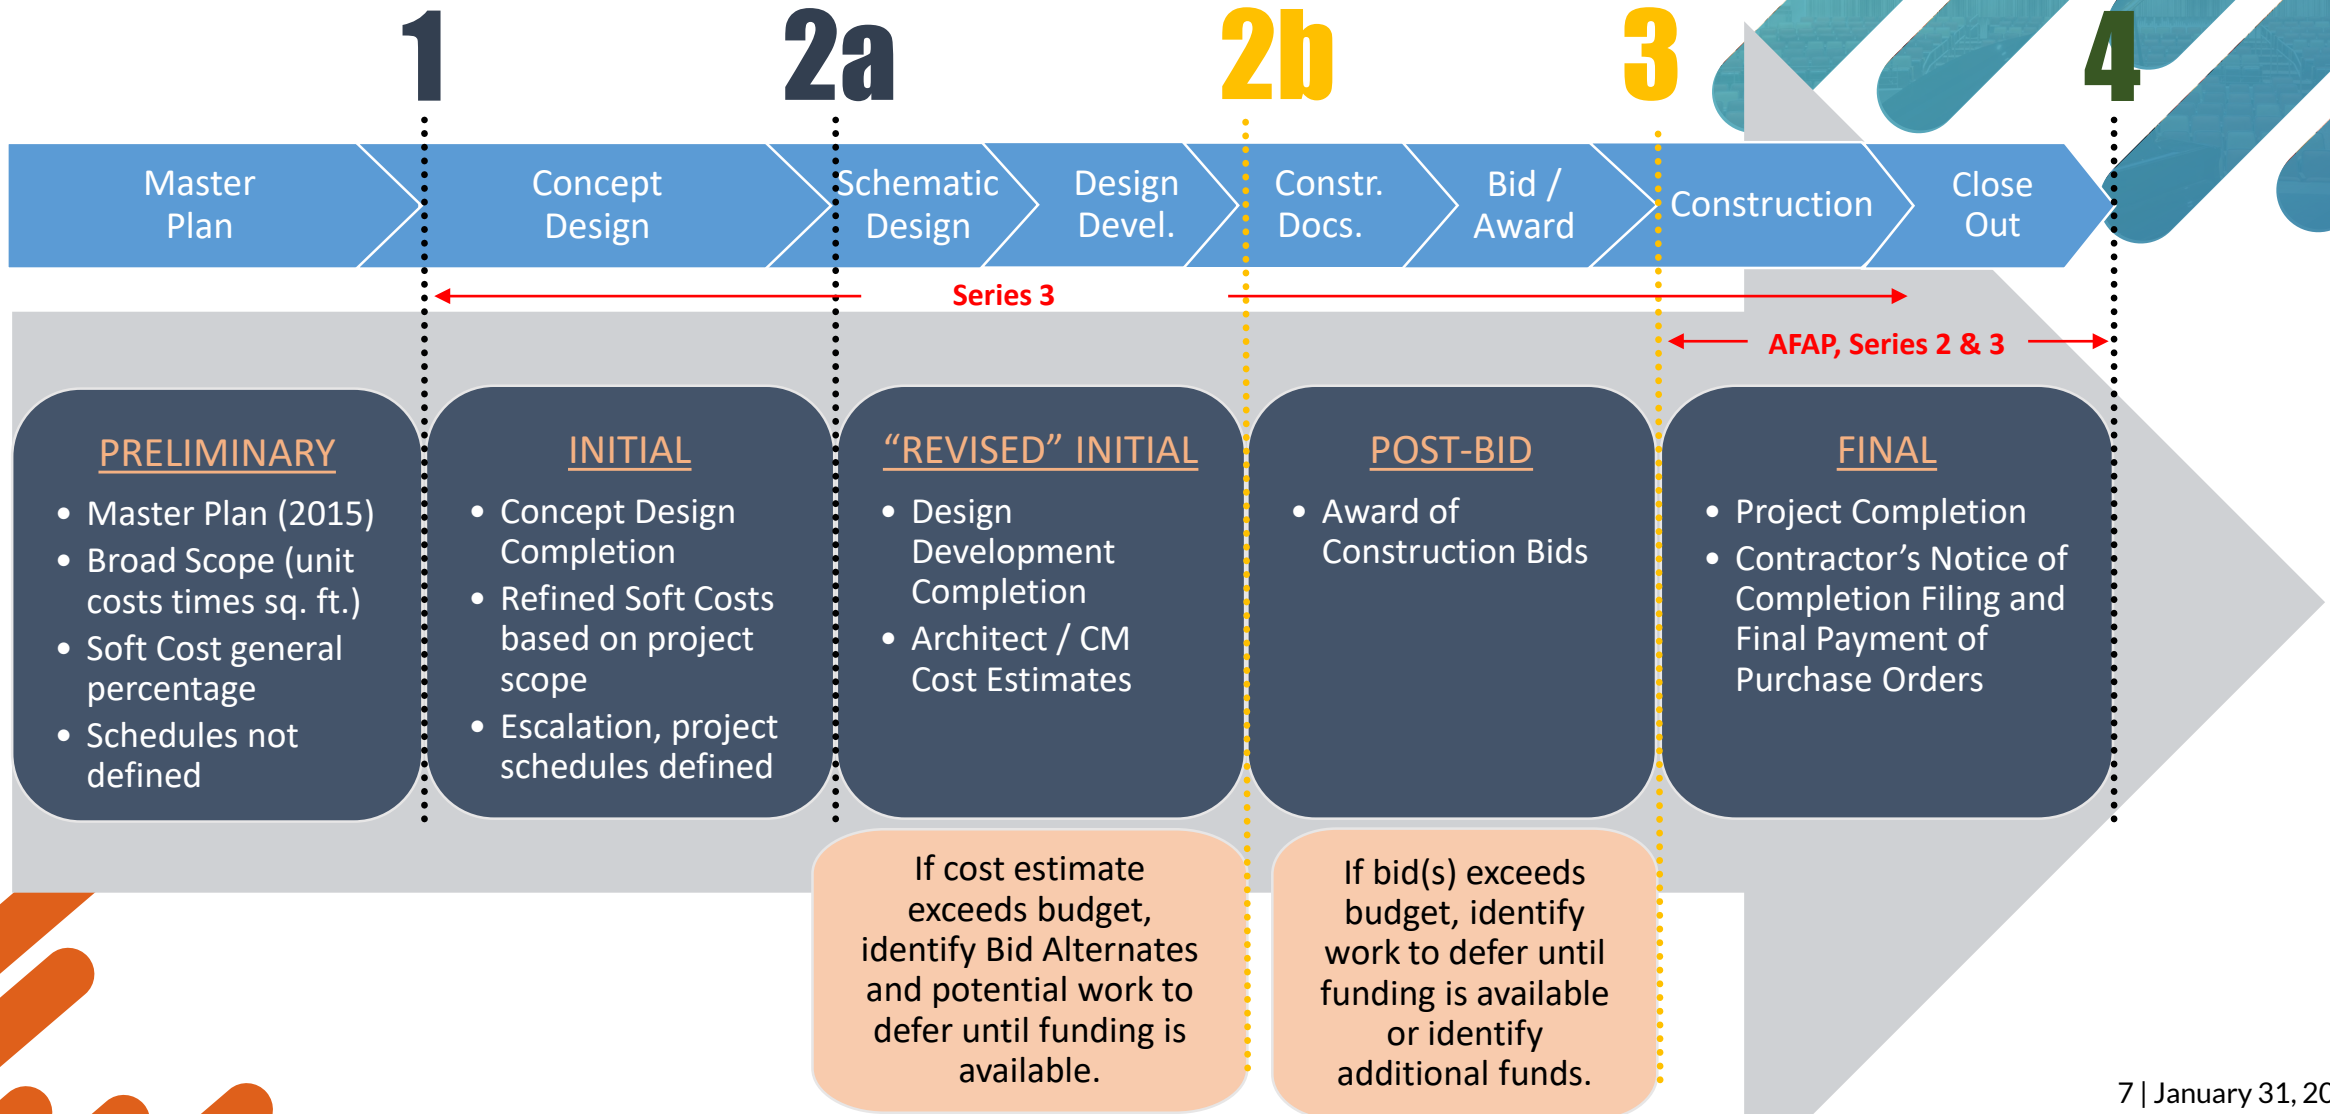 1
2a
2b
3
4
Master
Plan
Concept
Design
Schematic
Design
Design
Devel.
Constr.
Docs.
Bid /
Award
Construction
Close
Out
Series 3
AFAP, Series 2 & 3
PRELIMINARY
• Master Plan (2015)
• Broad Scope (unit
costs times sq. ft.)
• Soft Cost general
percentage
• Schedules not
defined
INITIAL
• Concept Design
Completion
• Refined Soft Costs
based on project
scope
• Escalation, project
schedules defined
“REVISED” INITIAL
• Design
Development
Completion
• Architect / CM
Cost Estimates
POST-BID
• Award of
Construction Bids
FINAL
• Project Completion
• Contractor’s Notice of
Completion Filing and
Final Payment of
Purchase Orders
If cost estimate
exceeds budget,
identify Bid Alternates
and potential work to
defer until funding is
available.
If bid(s) exceeds
budget, identify
work to defer until
funding is available
or identify
additional funds.
7 | January 31, 20